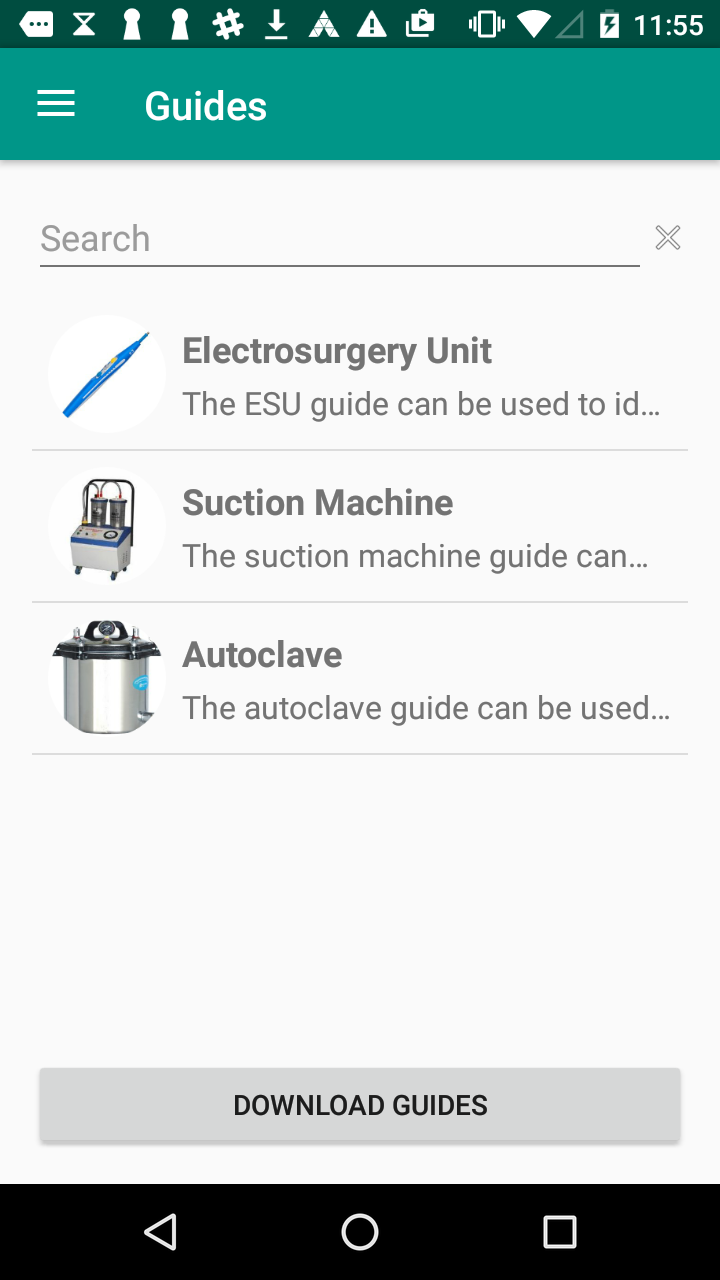 11:55
Guides
Search
Electrosurgery Unit
The ESU guide can be used to id...
Suction Machine
The suction machine guide can...
Autoclave
The autoclave guide can be used...
DOWNLOAD GUIDES